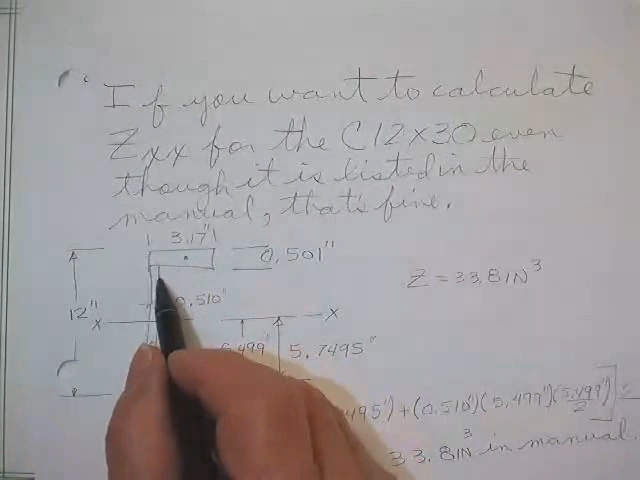 If you want to calculate
Zxx for the C12x30 even
though it is listed in the
manual, that's fine.
3.17"
0.501"
Z = 33.8 IN³
0.510"
12"
X X
5.499" 5.7495"
495") + (0.510")(5.499")(5.499"/2)] =
33.8 IN³ in manual.